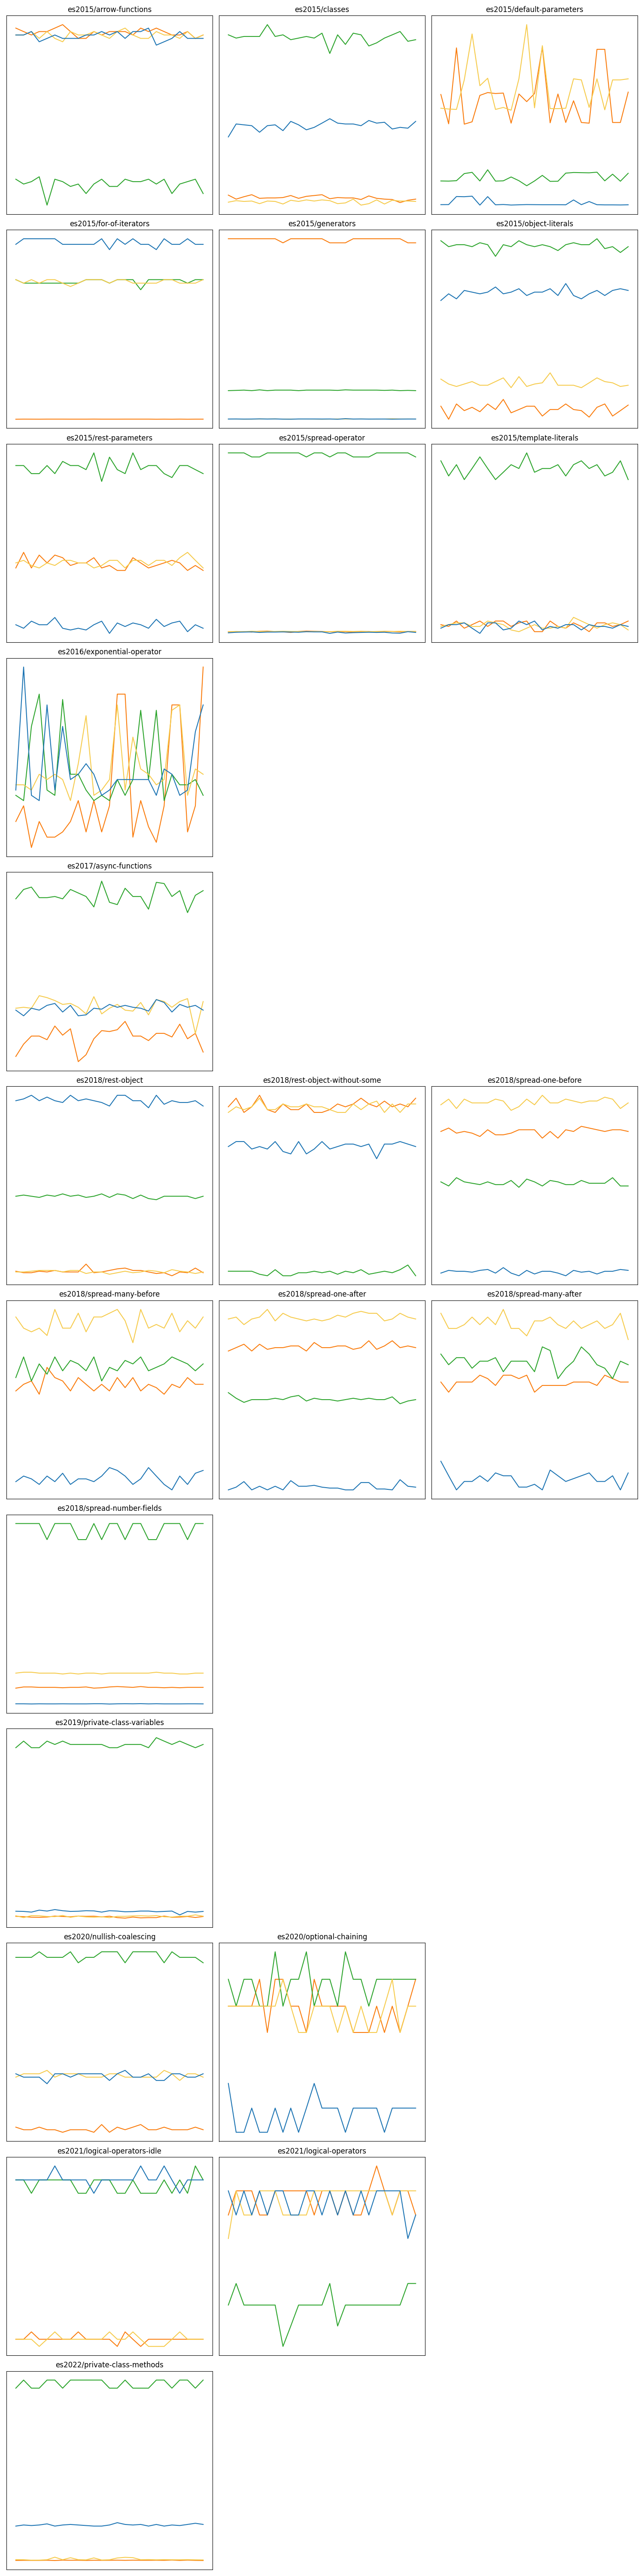 es2015/arrow-functions
es2015/classes
es2015/default-parameters
es2015/for-of-iterators
es2015/generators
es2015/object-literals
es2015/rest-parameters
es2015/spread-operator
es2015/template-literals
es2016/exponential-operator
es2017/async-functions
es2018/rest-object
es2018/rest-object-without-some
es2018/spread-one-before
es2018/spread-many-before
es2018/spread-one-after
es2018/spread-many-after
es2018/spread-number-fields
es2019/private-class-variables
es2020/nullish-coalescing
es2020/optional-chaining
es2021/logical-operators-idle
es2021/logical-operators
es2022/private-class-methods